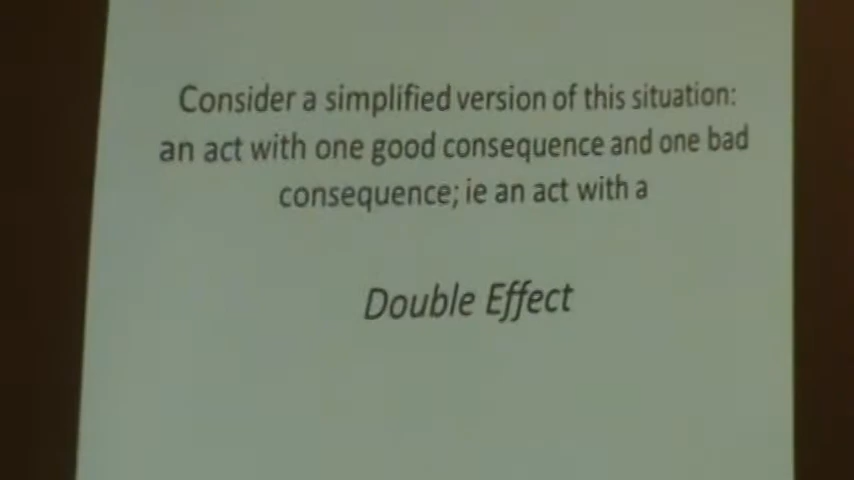 Consider a simplified version of this situation:
an act with one good consequence and one bad
consequence; ie an act with a
Double Effect